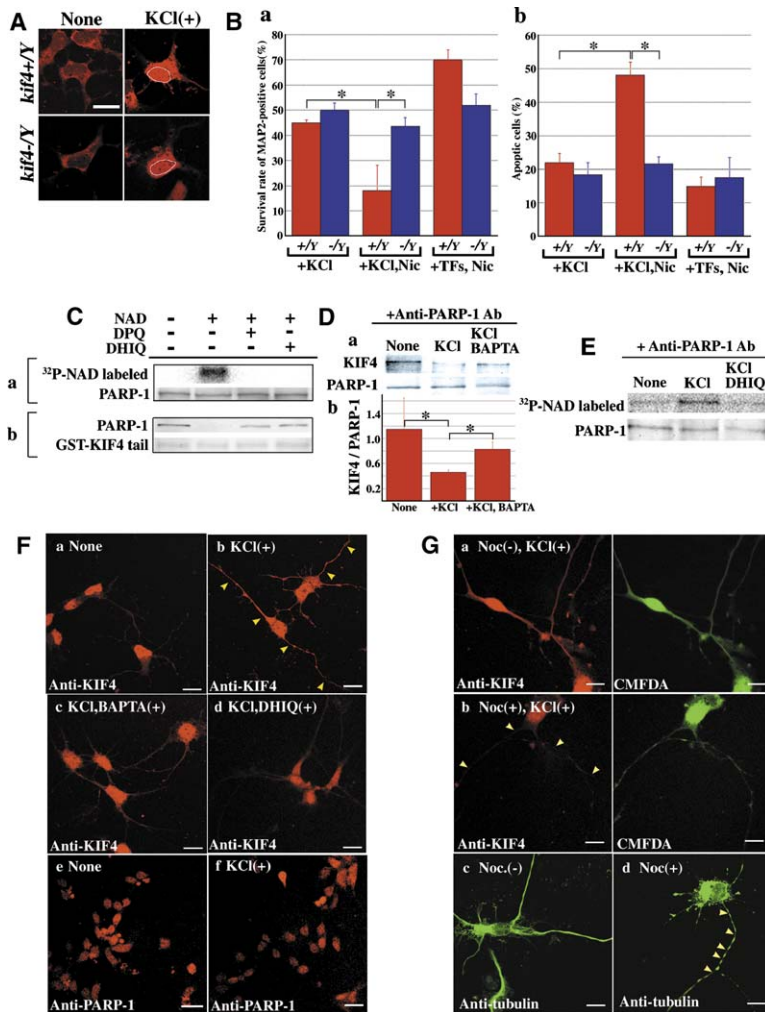 A
None KCl(+)
kif4+/Y
kif4-/Y
B
a
Survival rate of MAP2-positive cells(%)
80
70
60
50
40
30
20
10
0
+/Y -/Y +/Y -/Y +/Y -/Y
+KCl +KCl,Nic +TFs, Nic
* *
b
Apoptic cells (%)
60
50
40
30
20
10
0
+/Y -/Y +/Y -/Y +/Y -/Y
+KCl +KCl,Nic +TFs, Nic
* *
C
NAD - + + +
DPQ - - + -
DHIQ - - - +
a
32P-NAD labeled
PARP-1
b
PARP-1
GST-KIF4 tail
D
+Anti-PARP-1 Ab
a
None KCl KCl BAPTA
KIF4
PARP-1
b
KIF4 / PARP-1
1.4
1.0
0.6
0.2
* *
None +KCl +KCl, BAPTA
E
+ Anti-PARP-1 Ab
None KCl KCl DHIQ
32P-NAD labeled
PARP-1
F
a None
Anti-KIF4
b KCl(+)
Anti-KIF4
c KCl,BAPTA(+)
Anti-KIF4
d KCl,DHIQ(+)
Anti-KIF4
e None
Anti-PARP-1
f KCl(+)
Anti-PARP-1
G
a Noc(-), KCl(+)
Anti-KIF4
CMFDA
b Noc(+), KCl(+)
Anti-KIF4
CMFDA
c Noc.(-)
Anti-tubulin
d Noc(+)
Anti-tubulin